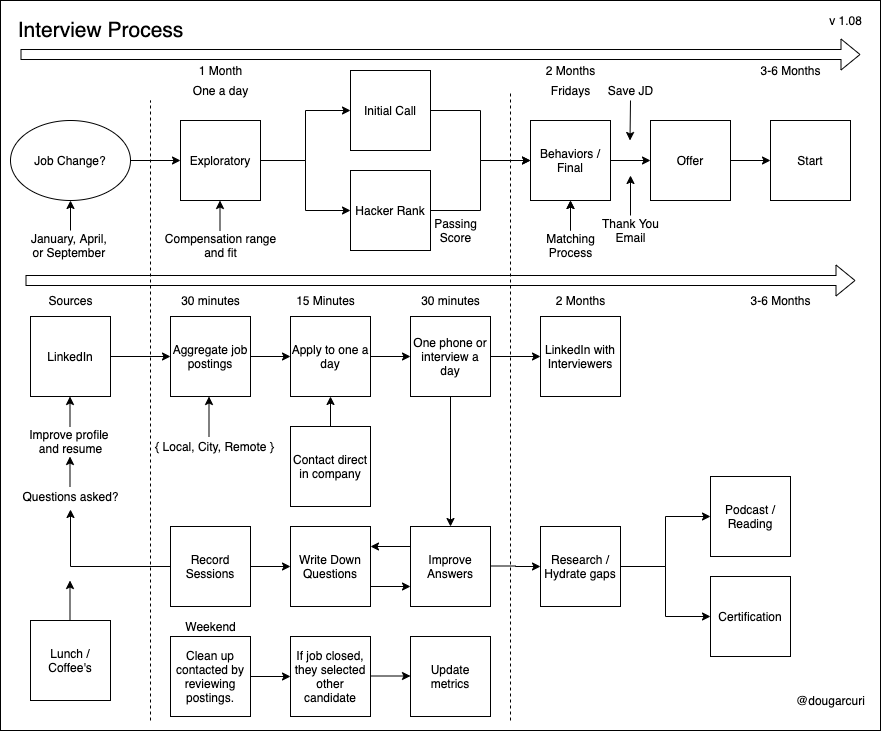 Interview Process
v 1.08
1 Month
2 Months
3-6 Months
One a day
Fridays
Save JD
Job Change?
Exploratory
Initial Call
Hacker Rank
Behaviors /
Final
Offer
Start
January, April,
or September
Compensation range
and fit
Passing
Score
Matching
Process
Thank You
Email
Sources
30 minutes
15 Minutes
30 minutes
2 Months
3-6 Months
LinkedIn
Aggregate job
postings
Apply to one a
day
One phone or
interview a
day
LinkedIn with
Interviewers
Improve profile
and resume
{ Local, City, Remote }
Contact direct
in company
Questions asked?
Record
Sessions
Write Down
Questions
Improve
Answers
Research /
Hydrate gaps
Podcast /
Reading
Certification
Lunch /
Coffee's
Weekend
Clean up
contacted by
reviewing
postings.
If job closed,
they selected
other
candidate
Update
metrics
@dougarcuri